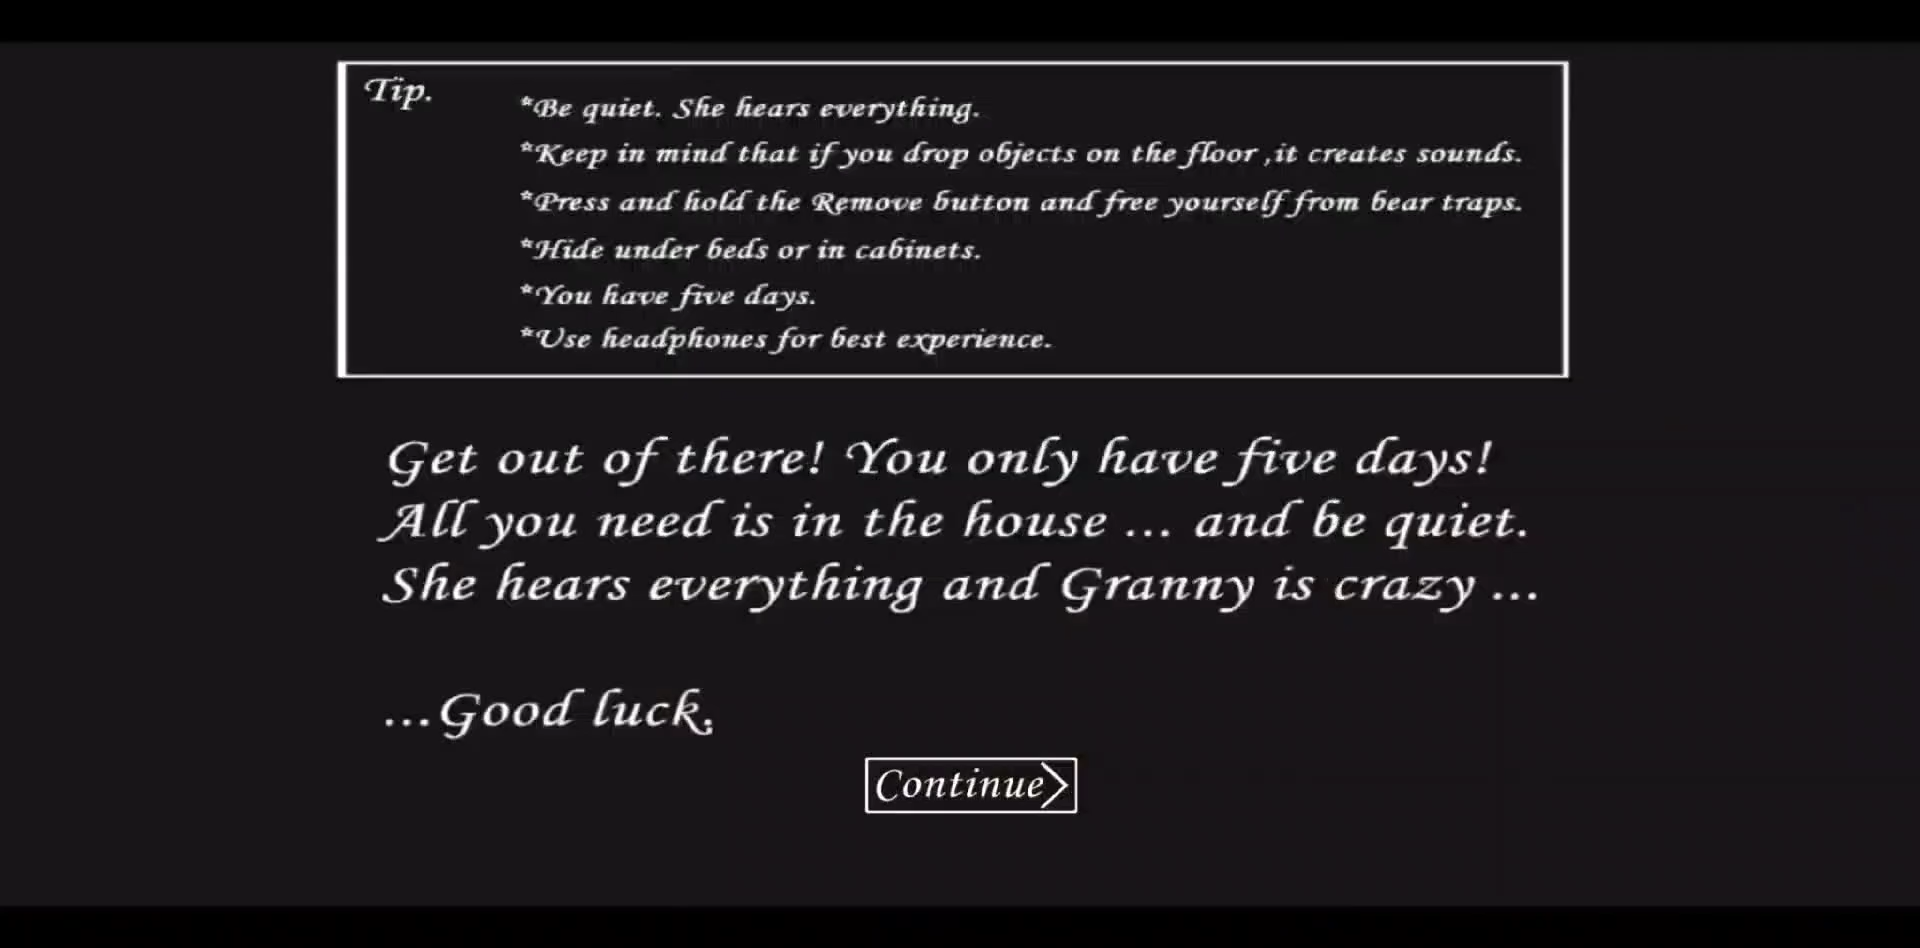 Tip.
*Be quiet. She hears everything.
*Keep in mind that if you drop objects on the floor ,it creates sounds.
*Press and hold the Remove button and free yourself from bear traps.
*Hide under beds or in cabinets.
*You have five days.
*Use headphones for best experience.
Get out of there! You only have five days!
All you need is in the house ... and be quiet.
She hears everything and Granny is crazy ...
...Good luck.
Continue>